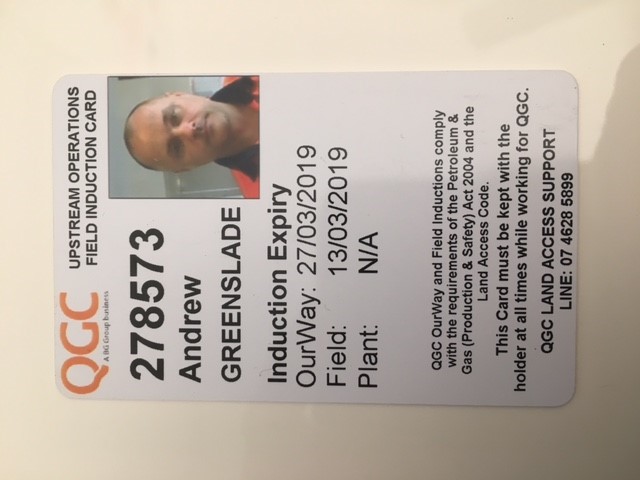 QGC
A BG Group business
UPSTREAM OPERATIONS
FIELD INDUCTION CARD
278573
Andrew
GREENSLADE
Induction Expiry
OurWay: 27/03/2019
Field: 13/03/2019
Plant: N/A
QGC OurWay and Field Inductions comply
with the requirements of the Petroleum &
Gas (Production & Safety) Act 2004 and the
Land Access Code.
This Card must be kept with the
holder at all times while working for QGC.
QGC LAND ACCESS SUPPORT
LINE: 07 4628 5899